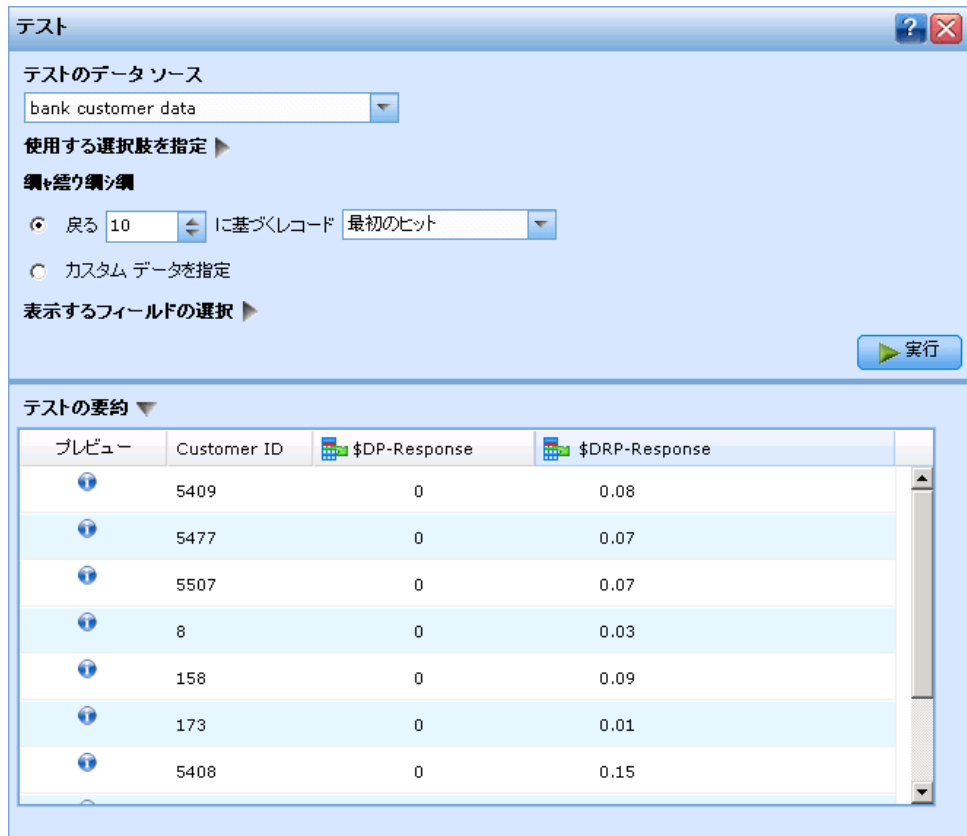 テスト
テストのデータ ソース
bank customer data
使用する選択肢を指定
戻る 10 に基づくレコード 最初のヒット
カスタム データを指定
表示するフィールドの選択
実行
テストの要約
プレビュー Customer ID $DP-Response $DRP-Response
5409 0 0.08
5477 0 0.07
5507 0 0.07
8 0 0.03
158 0 0.09
173 0 0.01
5408 0 0.15